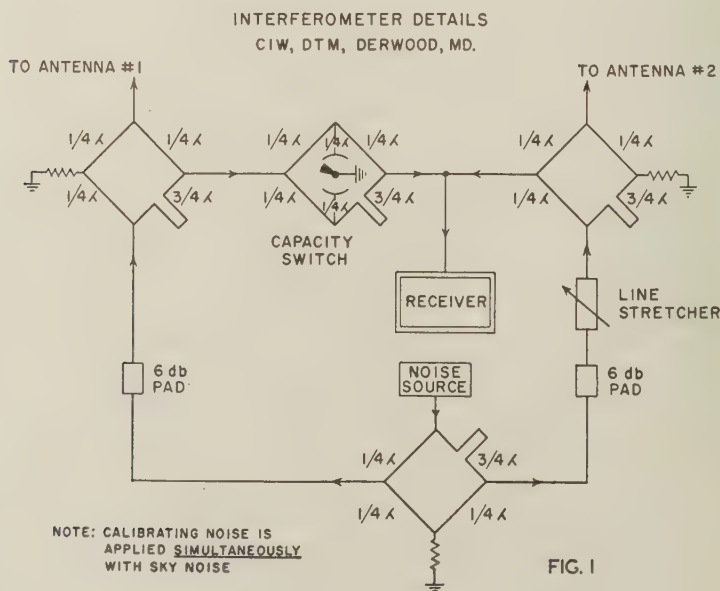 INTERFEROMETER DETAILS
CIW, DTM, DERWOOD, MD.
TO ANTENNA #1
TO ANTENNA #2
1/4 λ 1/4 λ
1/4 λ 3/4 λ
1/4 λ 1/4 λ 1/4 λ
1/4 λ 1/4 λ 3/4 λ
1/4 λ 1/4 λ
1/4 λ 3/4 λ
CAPACITY
SWITCH
RECEIVER
LINE
STRETCHER
6 db
PAD
NOISE
SOURCE
6 db
PAD
1/4 λ 3/4 λ
1/4 λ 1/4 λ
NOTE: CALIBRATING NOISE IS
APPLIED SIMULTANEOUSLY
WITH SKY NOISE
FIG. 1